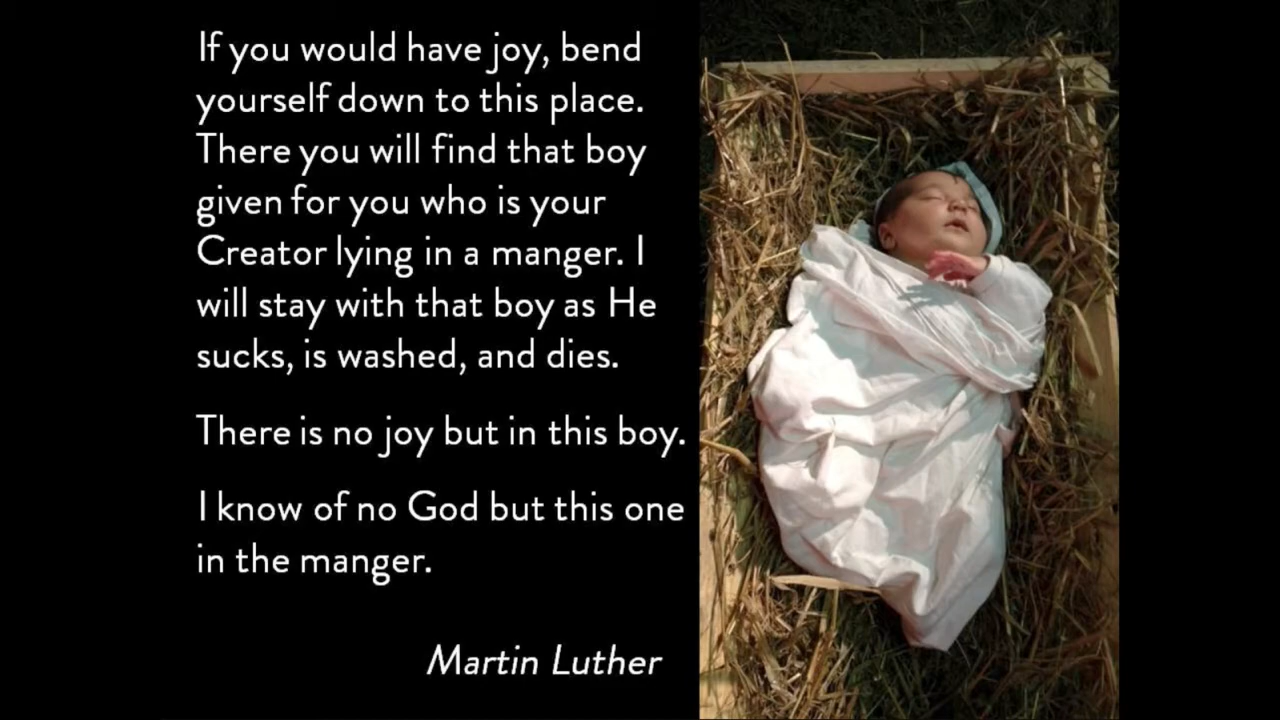 If you would have joy, bend
yourself down to this place.
There you will find that boy
given for you who is your
Creator lying in a manger. I
will stay with that boy as He
sucks, is washed, and dies.
There is no joy but in this boy.
I know of no God but this one
in the manger.
Martin Luther